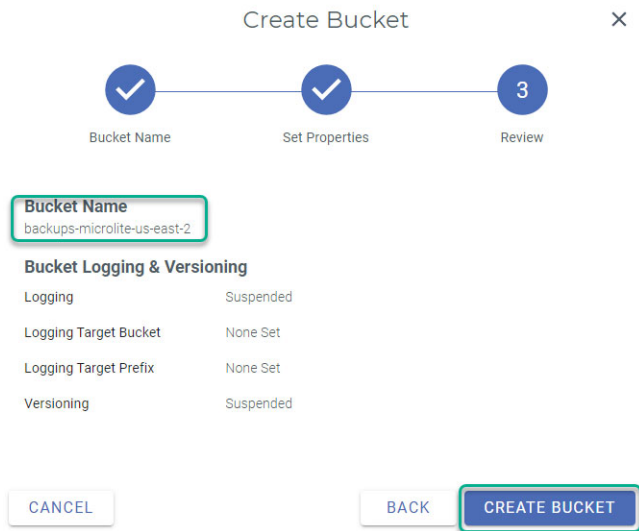 Create Bucket
3
Bucket Name
Set Properties
Review
Bucket Name
backups-microlite-us-east-2
Bucket Logging & Versioning
Logging Suspended
Logging Target Bucket None Set
Logging Target Prefix None Set
Versioning Suspended
CANCEL BACK CREATE BUCKET